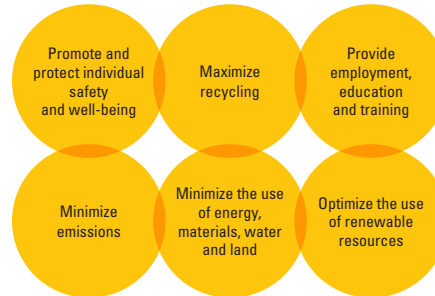 Promote and
protect individual
safety
and well-being
Maximize
recycling
Provide
employment,
education
and training
Minimize
emissions
Minimize the use
of energy,
materials, water
and land
Optimize the use
of renewable
resources